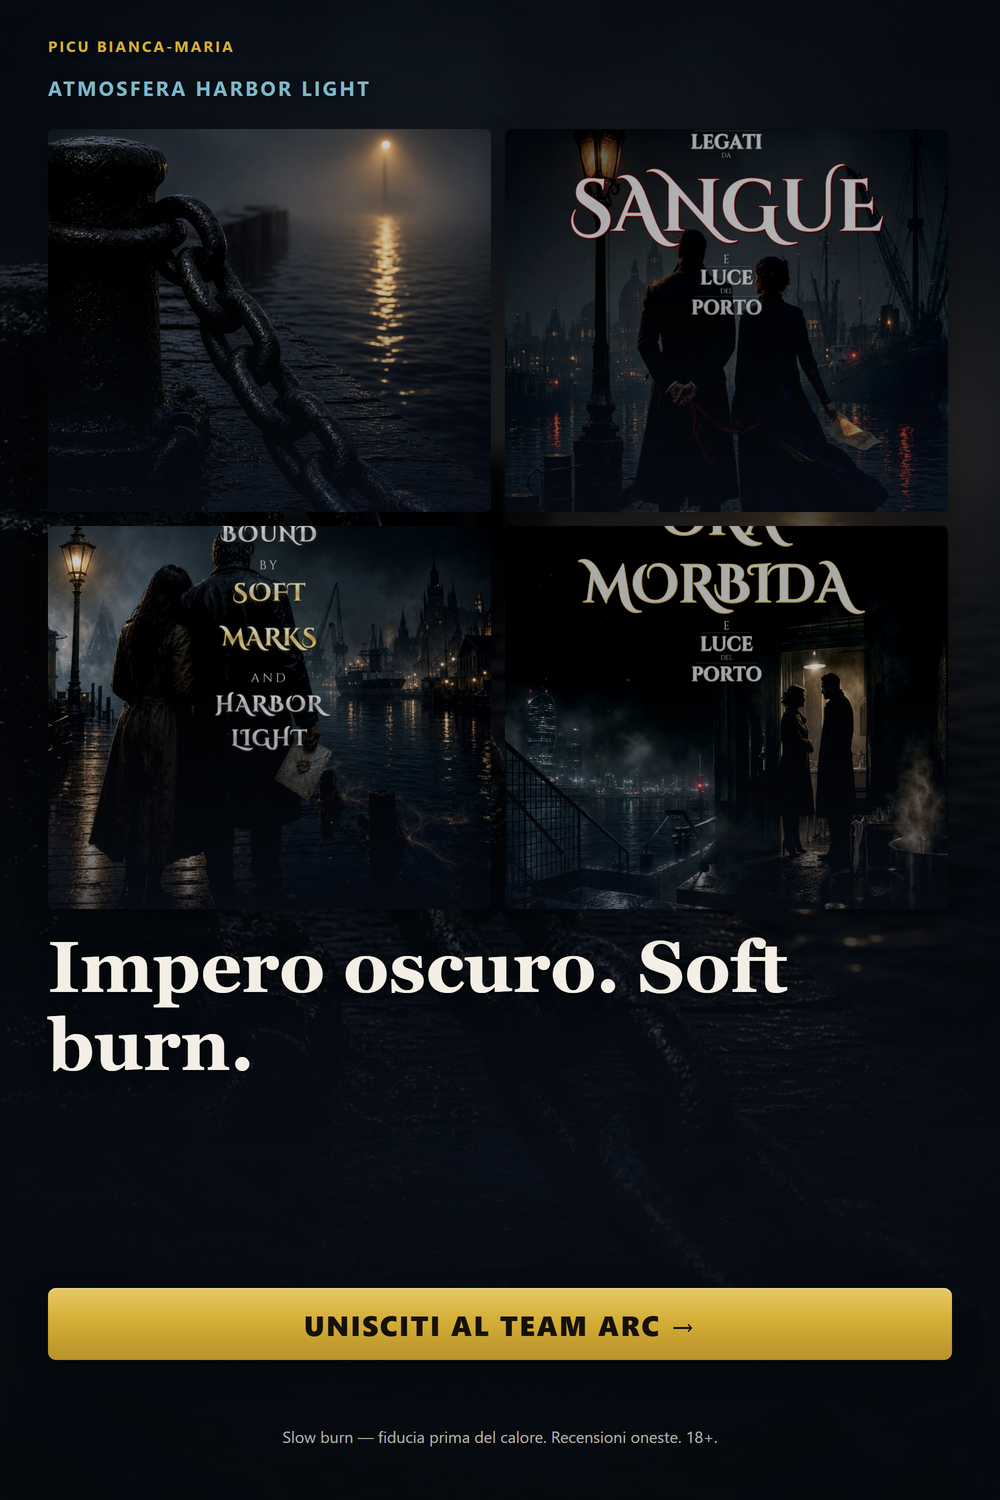 PICU BIANCA-MARIA
ATMOSFERA HARBOR LIGHT
LEGATI
DA
SANGUE
E
LUCE
DEL
PORTO
BOUND
BY
SOFT
MARKS
AND
HARBOR
LIGHT
MORBIDA
E
LUCE
DEL
PORTO
Impero oscuro. Soft
burn.
UNISCITI AL TEAM ARC →
Slow burn — fiducia prima del calore. Recensioni oneste. 18+.